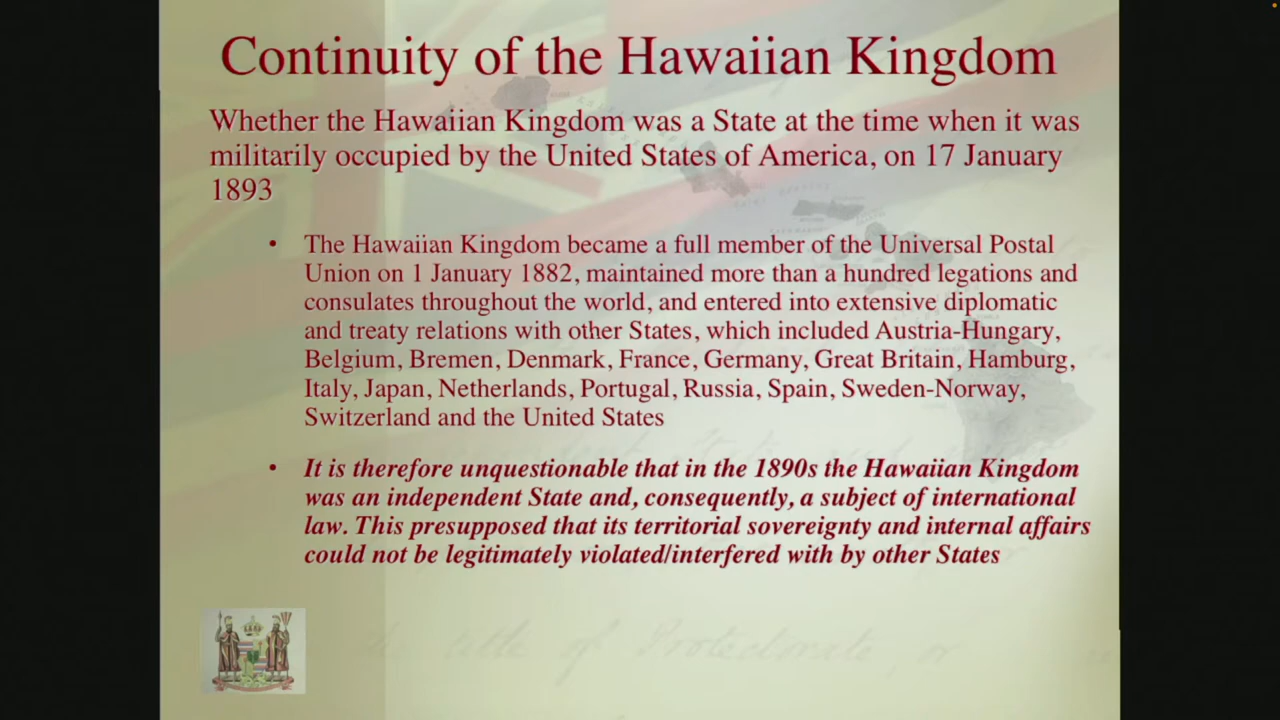 Continuity of the Hawaiian Kingdom
Whether the Hawaiian Kingdom was a State at the time when it was
militarily occupied by the United States of America, on 17 January
1893
• The Hawaiian Kingdom became a full member of the Universal Postal
Union on 1 January 1882, maintained more than a hundred legations and
consulates throughout the world, and entered into extensive diplomatic
and treaty relations with other States, which included Austria-Hungary,
Belgium, Bremen, Denmark, France, Germany, Great Britain, Hamburg,
Italy, Japan, Netherlands, Portugal, Russia, Spain, Sweden-Norway,
Switzerland and the United States
• It is therefore unquestionable that in the 1890s the Hawaiian Kingdom
was an independent State and, consequently, a subject of international
law. This presupposed that its territorial sovereignty and internal affairs
could not be legitimately violated/interfered with by other States
title of Protectorate, or